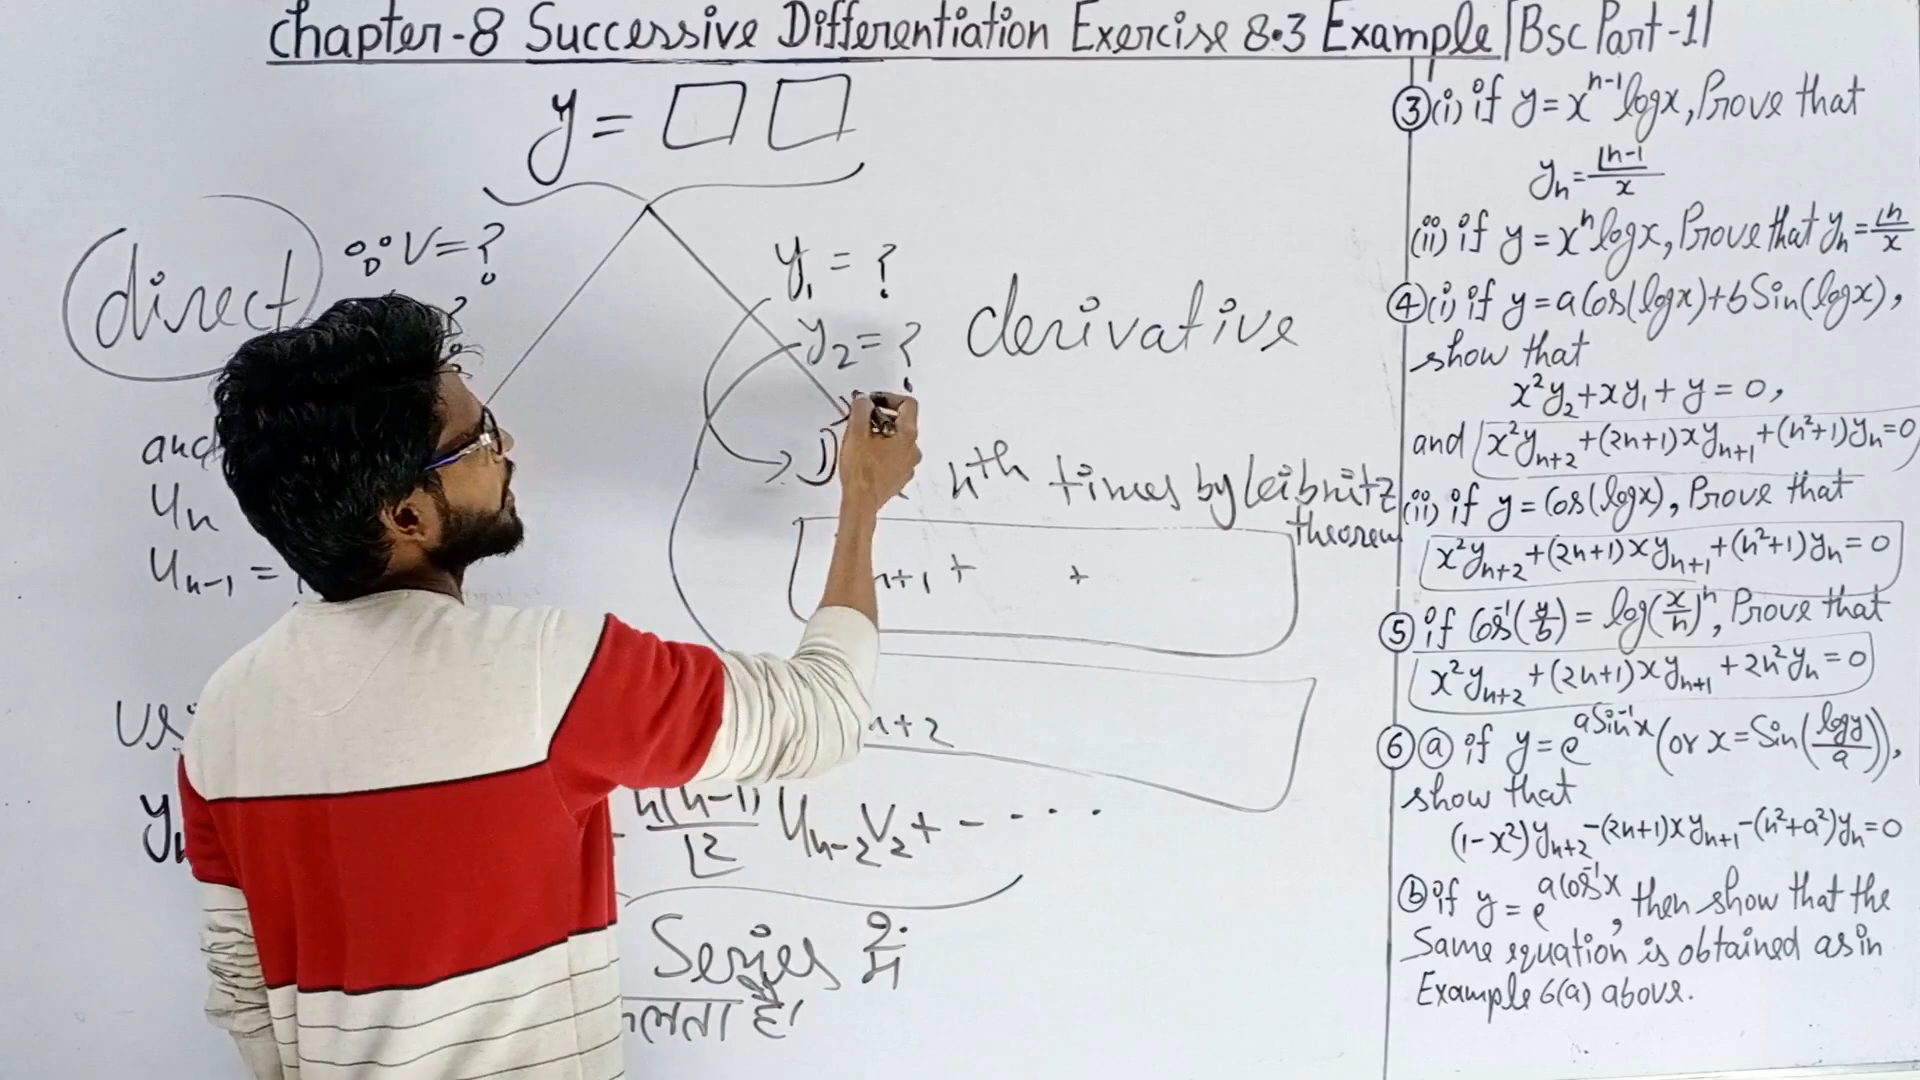 Chapter-8 Successive Differentiation Exercise 8.3 Example [Bsc Part-1]
y = □ □
direct
∵ V = ?
?
and
Un
Un-1 =
y1 = ?
y2 = ?
derivative
D
nth times by Leibnitz
theorem
n+1 + +
n+2
n(n-1)/⌊2 Un-2V2 + - . . . .
Series में
है।
③(i) if y = x^(n-1) logx, Prove that
yn = ⌊n-1/x
(ii) if y = x^n logx, Prove that yn = ⌊n/x
④(i) if y = a Cos(logx) + b Sin(logx),
show that
x²y2 + xy1 + y = 0,
and x²yn+2 + (2n+1)xyn+1 + (n²+1)yn = 0
(ii) if y = Cos(logx), Prove that
x²yn+2 + (2n+1)xyn+1 + (n²+1)yn = 0
⑤ if Cos⁻¹(y/b) = log(x/n)^n, Prove that
x²yn+2 + (2n+1)xyn+1 + 2n²yn = 0
⑥ⓐ if y = e^(a Sin⁻¹x) (or x = Sin(logy/a)),
show that
(1-x²)yn+2 - (2n+1)xyn+1 - (n²+a²)yn = 0
ⓑ if y = e^(a Cos⁻¹x), then show that the
Same equation is obtained as in
Example 6(a) above.